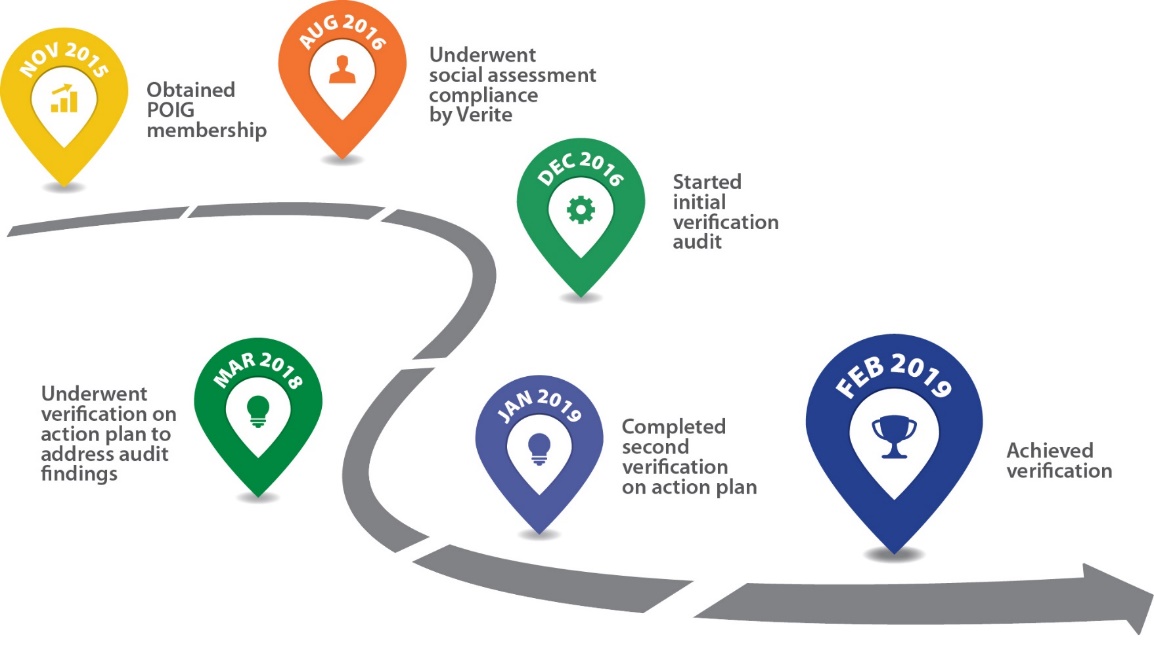 NOV 2015
Obtained
POIG
membership
AUG 2016
Underwent
social assessment
compliance
by Verite
DEC 2016
Started
initial
verification
audit
MAR 2018
Underwent
verification on
action plan to
address audit
findings
JAN 2019
Completed
second
verification
on action plan
FEB 2019
Achieved
verification